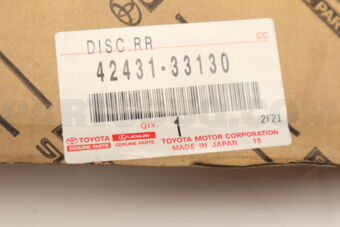 DISC, RR
CC
42431-33130
QTY.
1
2F21
TOYOTA
GENUINE PARTS
LEXUS
GENUINE PARTS
TOYOTA MOTOR CORPORATION
MADE IN JAPAN 15